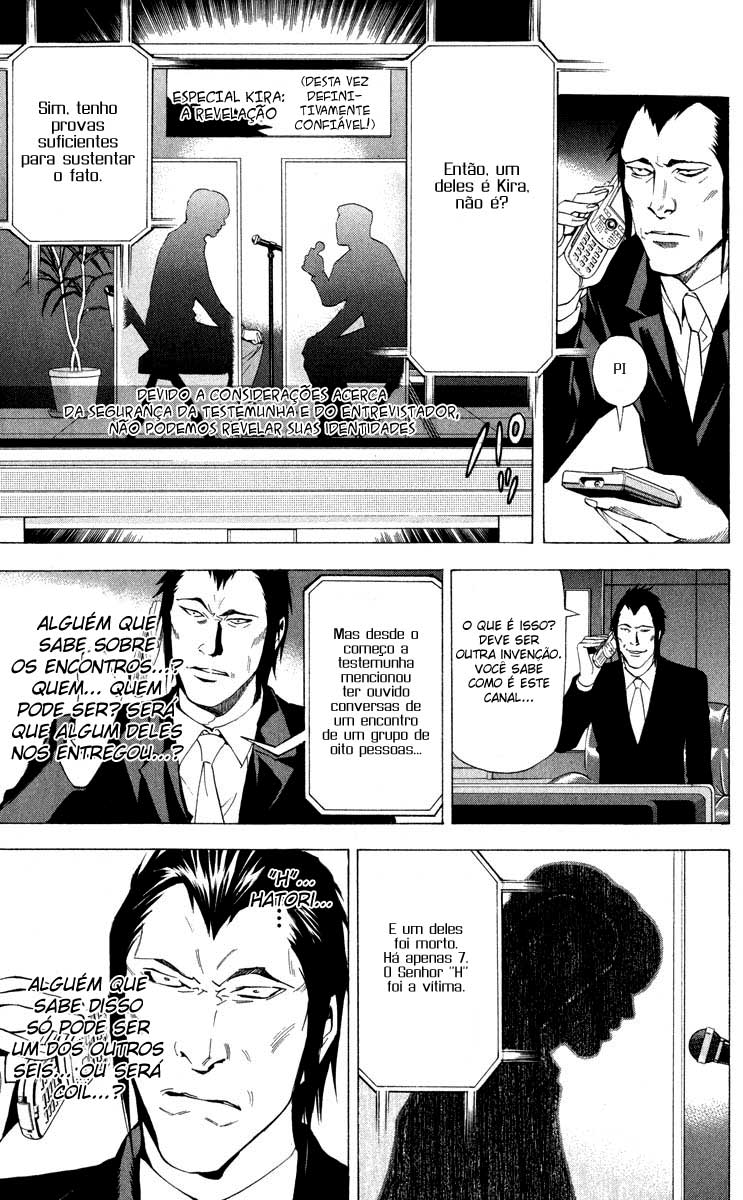 PI
Então, um
deles é Kira,
não é?
ESPECIAL KIRA:
A REVELAÇÃO
(DESTA VEZ
DEFINI-
TIVAMENTE
CONFIÁVEL!)
Sim, tenho
provas
suficientes
para sustentar
o fato.
DEVIDO A CONSIDERAÇÕES ACERCA
DA SEGURANÇA DA TESTEMUNHA E DO ENTREVISTADOR,
NÃO PODEMOS REVELAR SUAS IDENTIDADES
O QUE É ISSO?
DEVE SER
OUTRA INVENÇÃO.
VOCÊ SABE
COMO É ESTE
CANAL...
Mas desde o
começo a
testemunha
mencionou
ter ouvido
conversas de
um encontro
de um grupo de
oito pessoas...
ALGUÉM QUE
SABE SOBRE
OS ENCONTROS...?
QUEM... QUEM
PODE SER? SERÁ
QUE ALGUM DELES
NOS ENTREGOU...?
E um deles
foi morto.
Há apenas 7.
O Senhor "H"
foi a vítima.
"H"...
HATORI...
ALGUÉM QUE
SABE DISSO
SÓ PODE SER
UM DOS OUTROS
SEIS... OU SERÁ
COIL...?